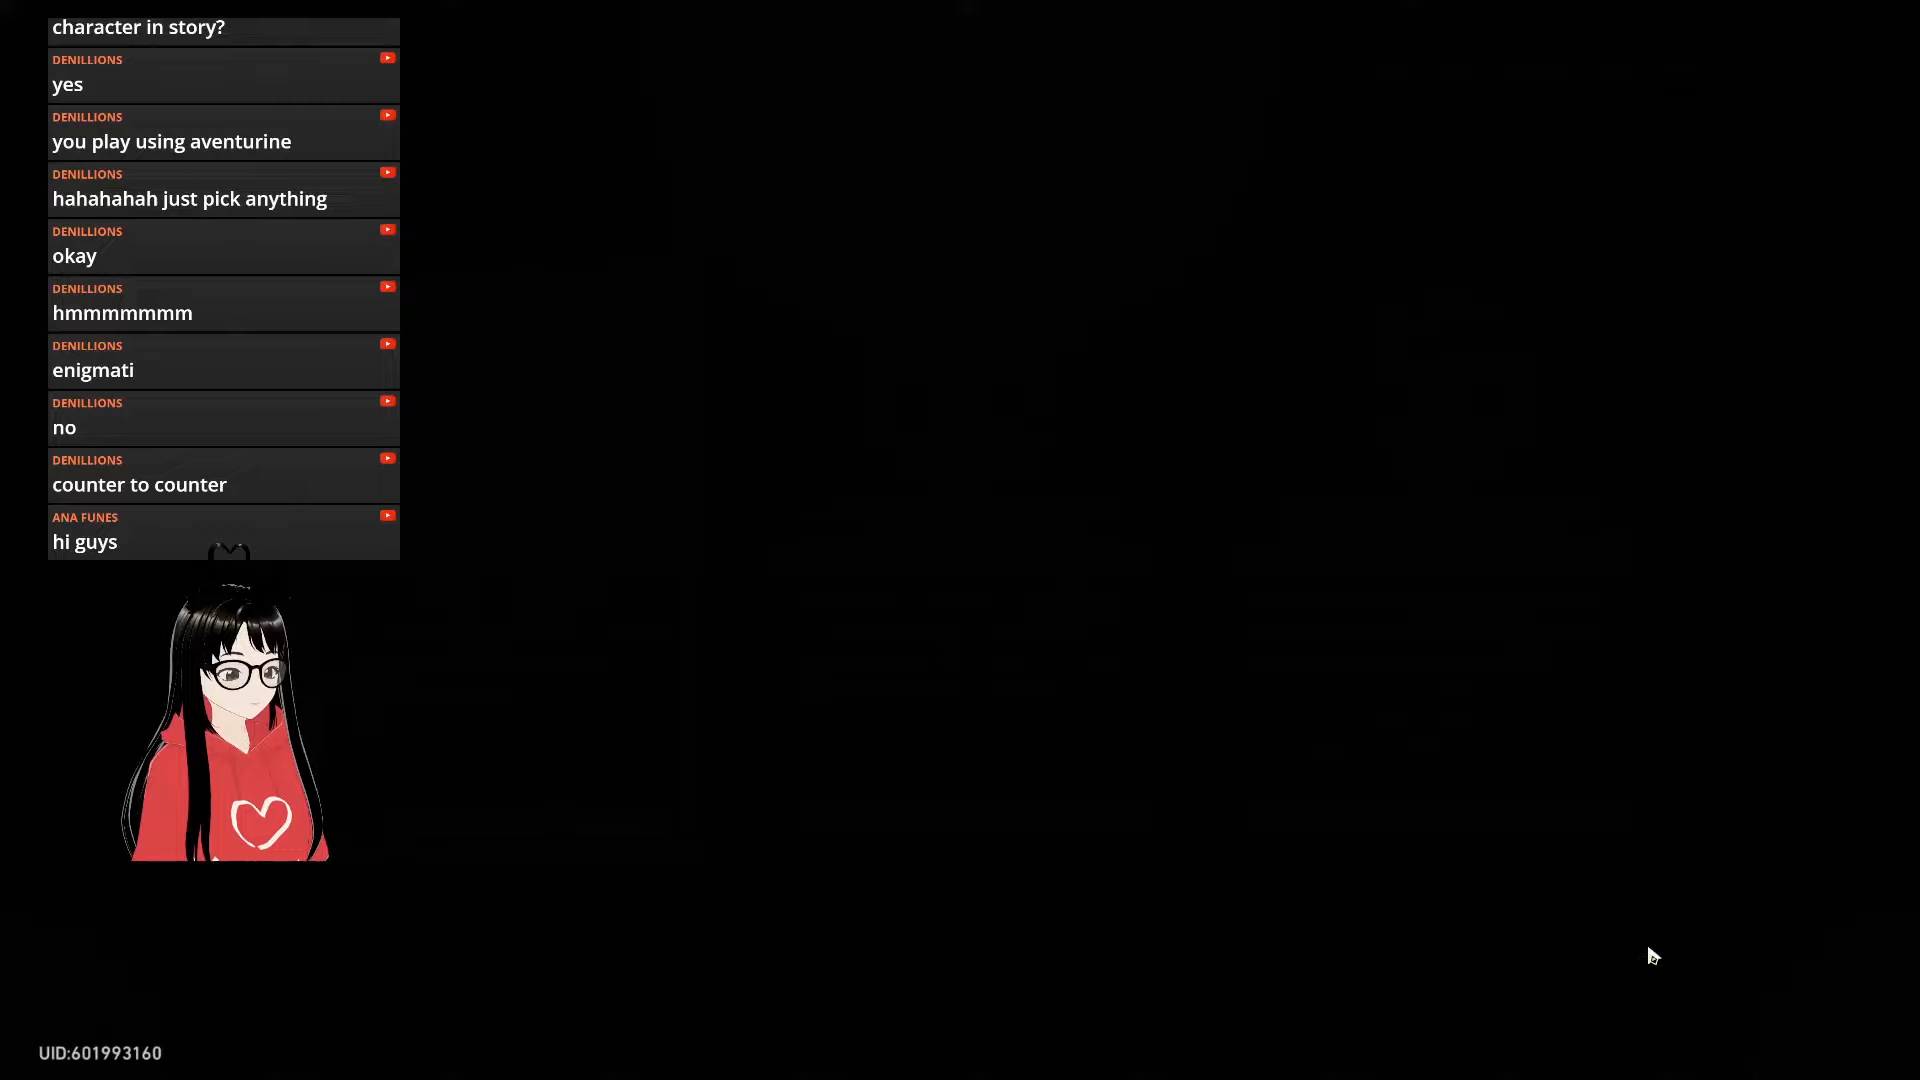 character in story?
DENILLIONS
yes
DENILLIONS
you play using aventurine
DENILLIONS
hahahahah just pick anything
DENILLIONS
okay
DENILLIONS
hmmmmmmm
DENILLIONS
enigmati
DENILLIONS
no
DENILLIONS
counter to counter
ANA FUNES
hi guys
UID:601993160